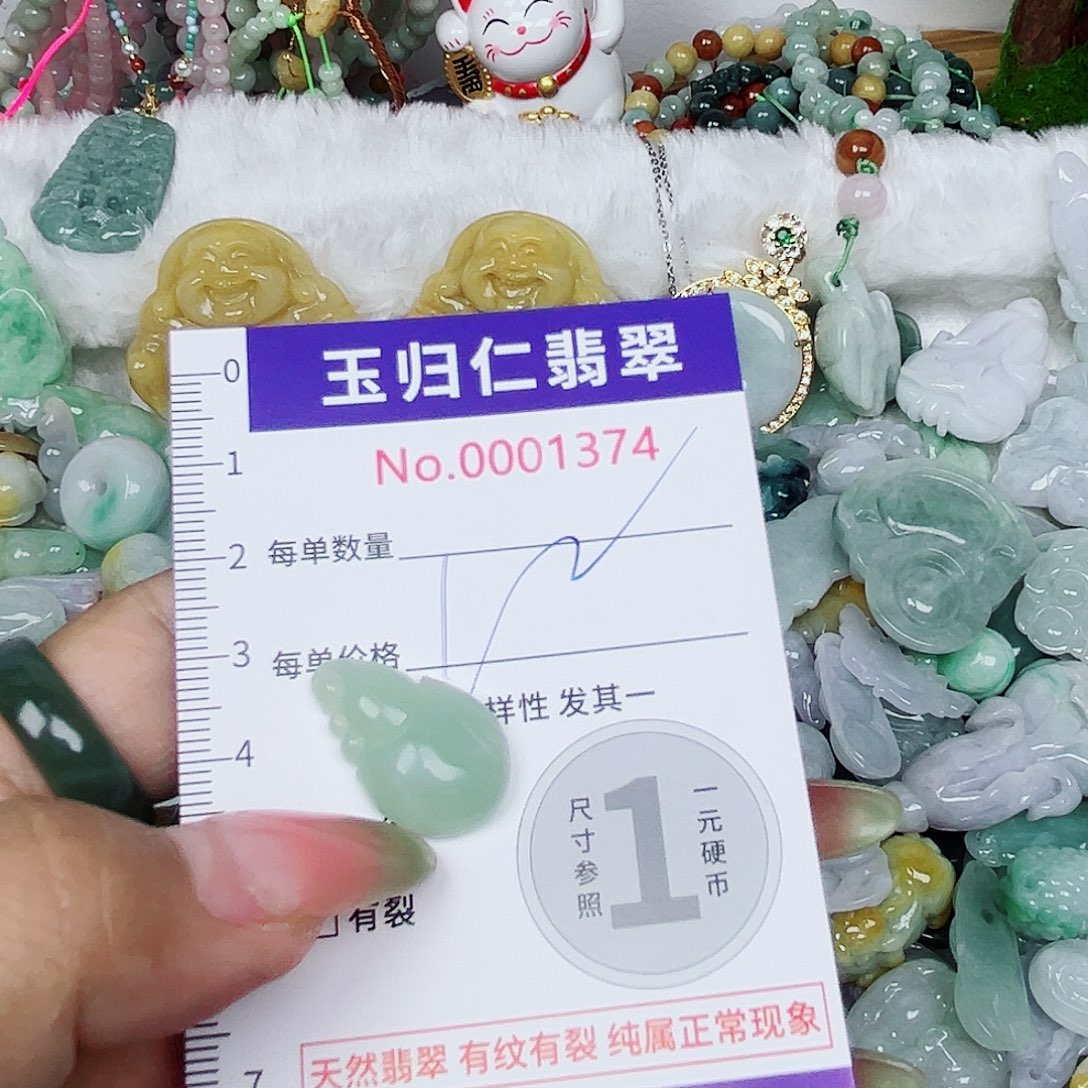 玉归仁翡翠
No.0001374
0
1
每单数量
2
每单价格
3
样性 发其一
4
尺寸参照
1
一元硬币
有裂
天然翡翠 有纹有裂 纯属正常现象
7